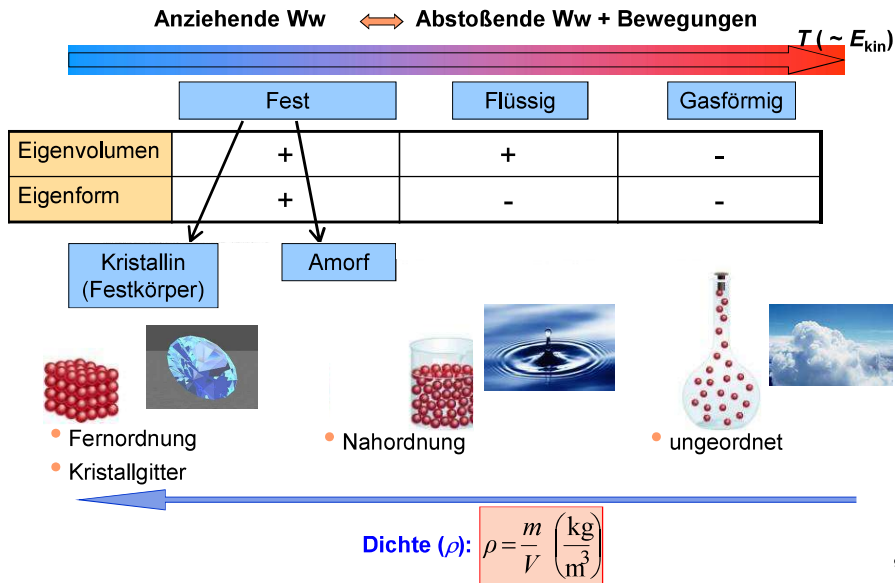 Anziehende Ww Abstoßende Ww + Bewegungen
T ( ~ Ekin)
Fest Flüssig Gasförmig
Eigenvolumen + + -
Eigenform + - -
Kristallin
(Festkörper)
Amorf
• Fernordnung
• Kristallgitter
• Nahordnung
• ungeordnet
Dichte (ρ): ρ = m/V (kg/m³)